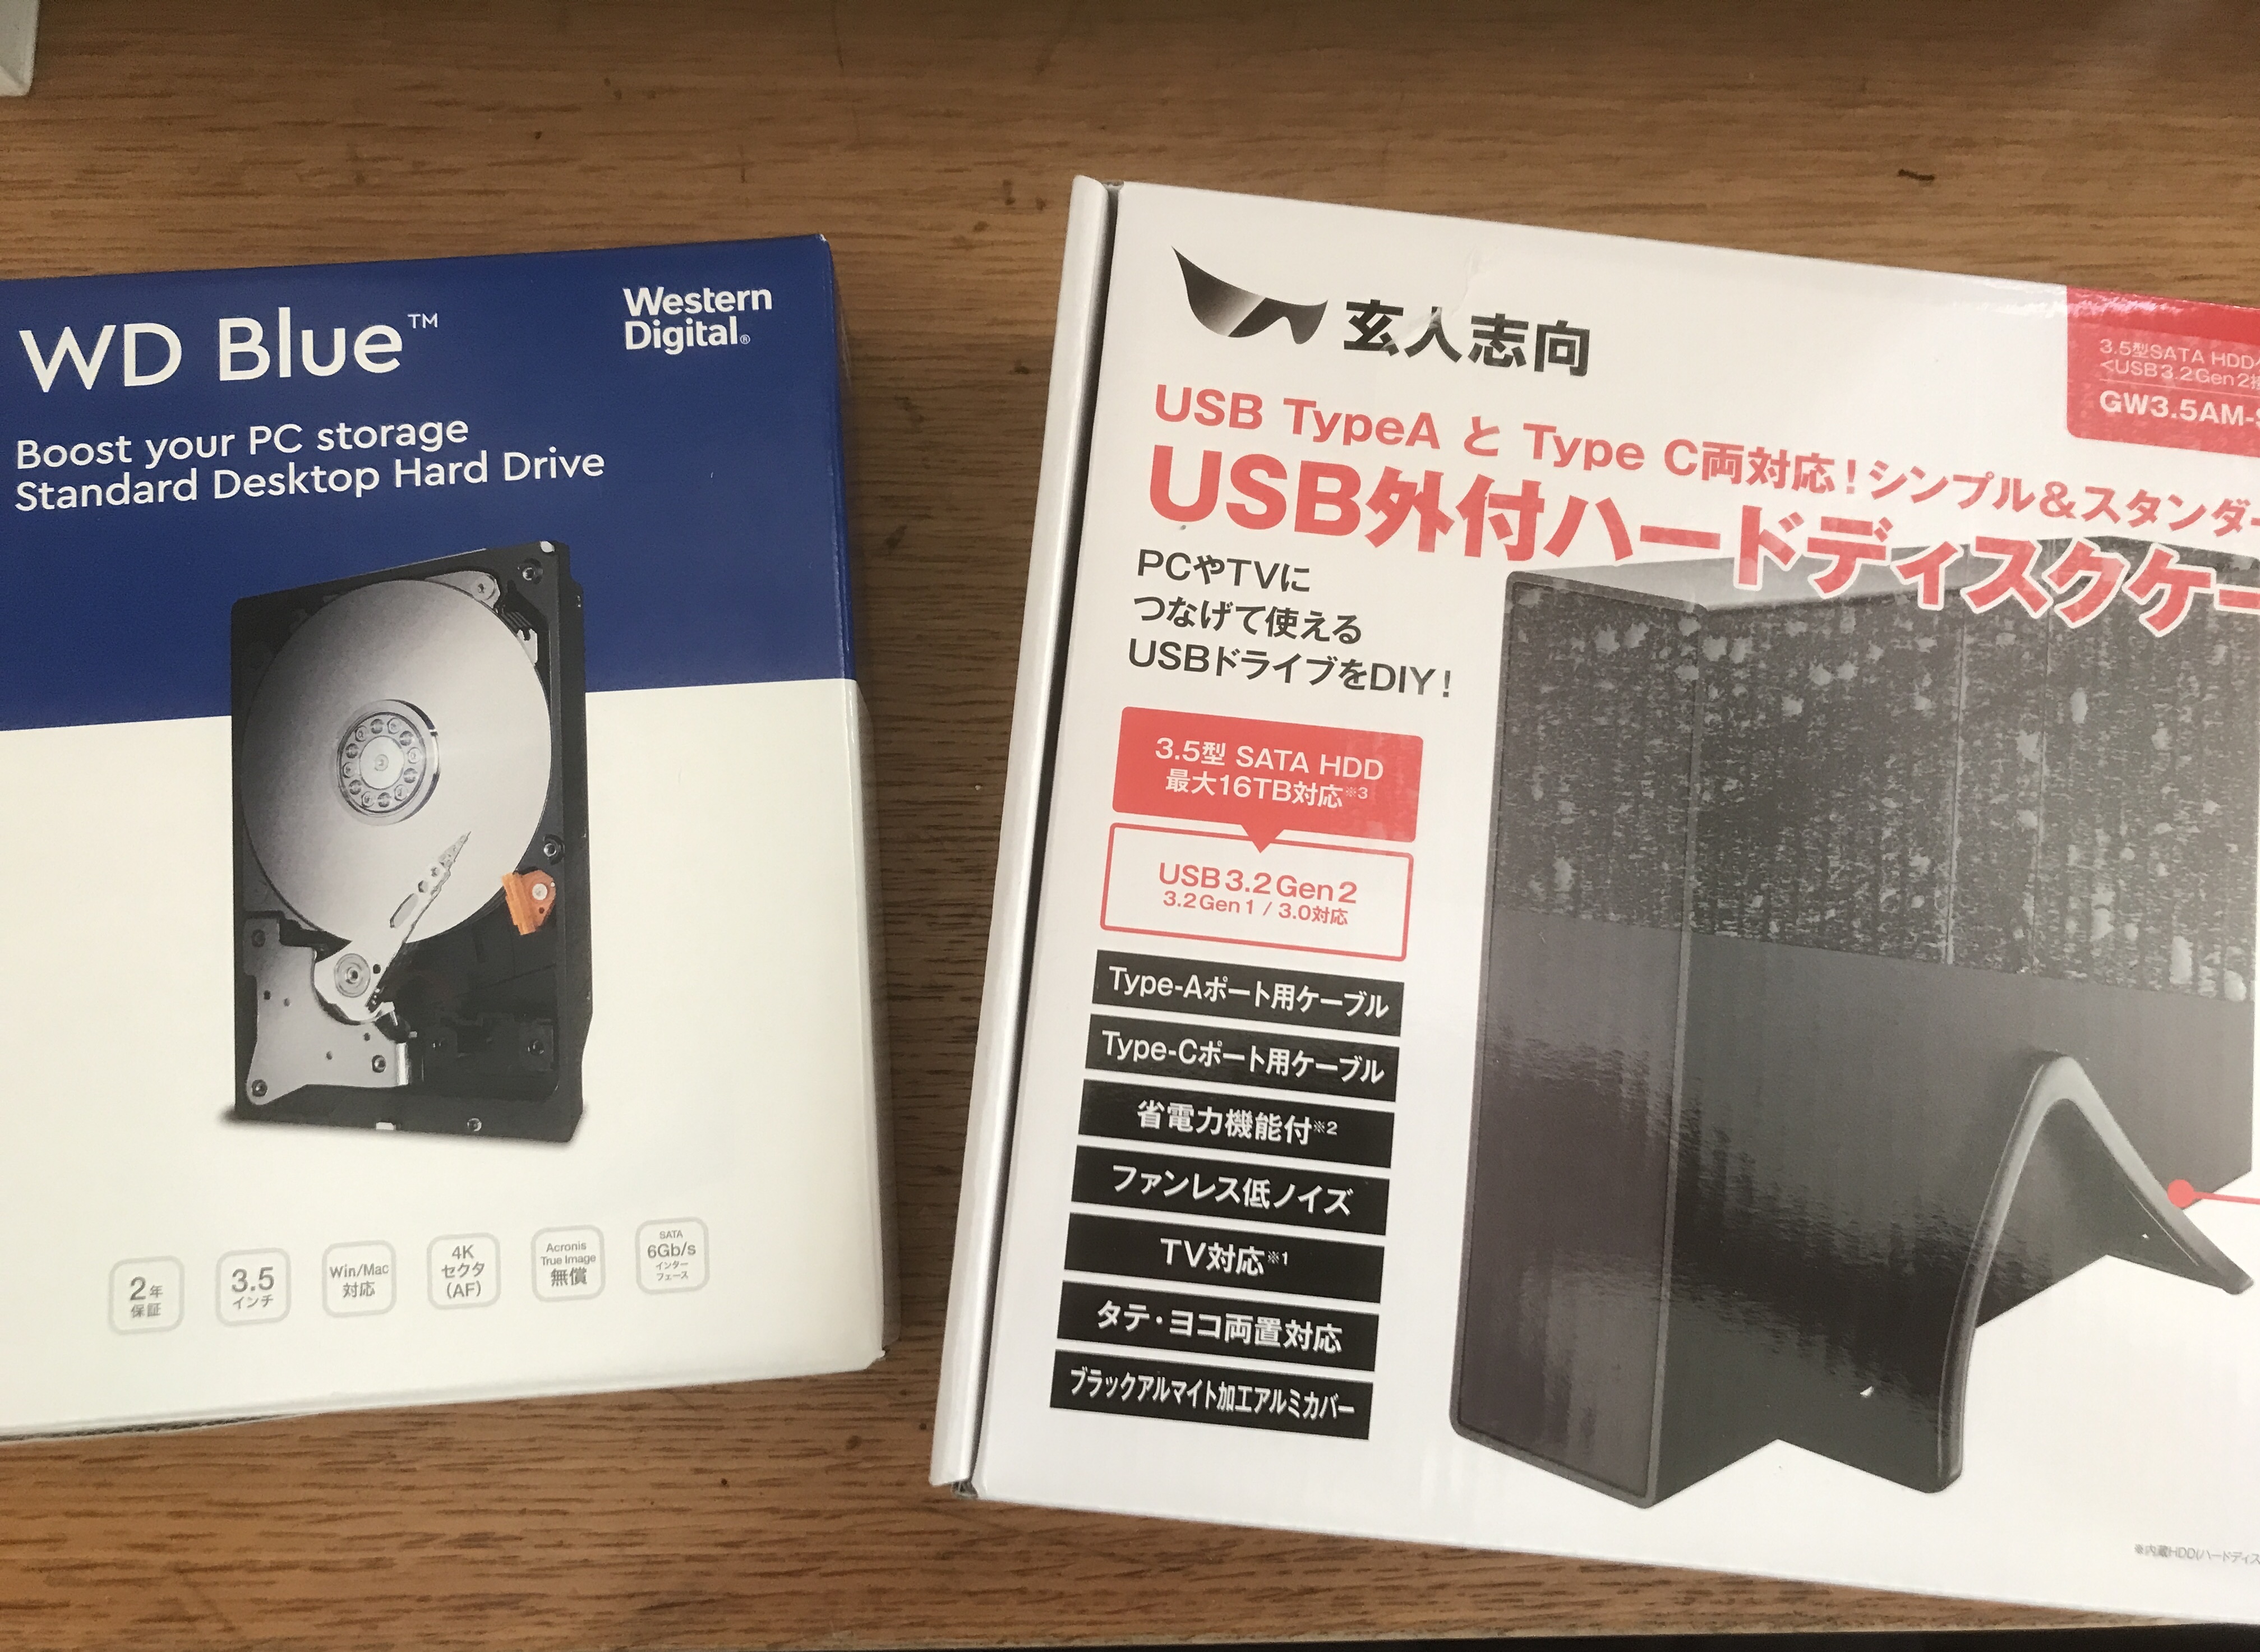 WD Blue™
Western
Digital®
Boost your PC storage
Standard Desktop Hard Drive
2年
保証
3.5
インチ
Win/Mac
対応
4K
セクタ
(AF)
Acronis
True Image
無償
SATA
6Gb/s
インター
フェース
玄人志向
3.5型SATA HDD
<USB3.2Gen2接
GW3.5AM-S
USB TypeA と Type C両対応！シンプル＆スタンダー
USB外付ハードディスクケー
PCやTVに
つなげて使える
USBドライブをDIY！
3.5型 SATA HDD
最大16TB対応※3
USB3.2Gen2
3.2Gen1 / 3.0対応
Type-Aポート用ケーブル
Type-Cポート用ケーブル
省電力機能付※2
ファンレス低ノイズ
TV対応※1
タテ・ヨコ両置対応
ブラックアルマイト加工アルミカバー
※内蔵HDD(ハードディス